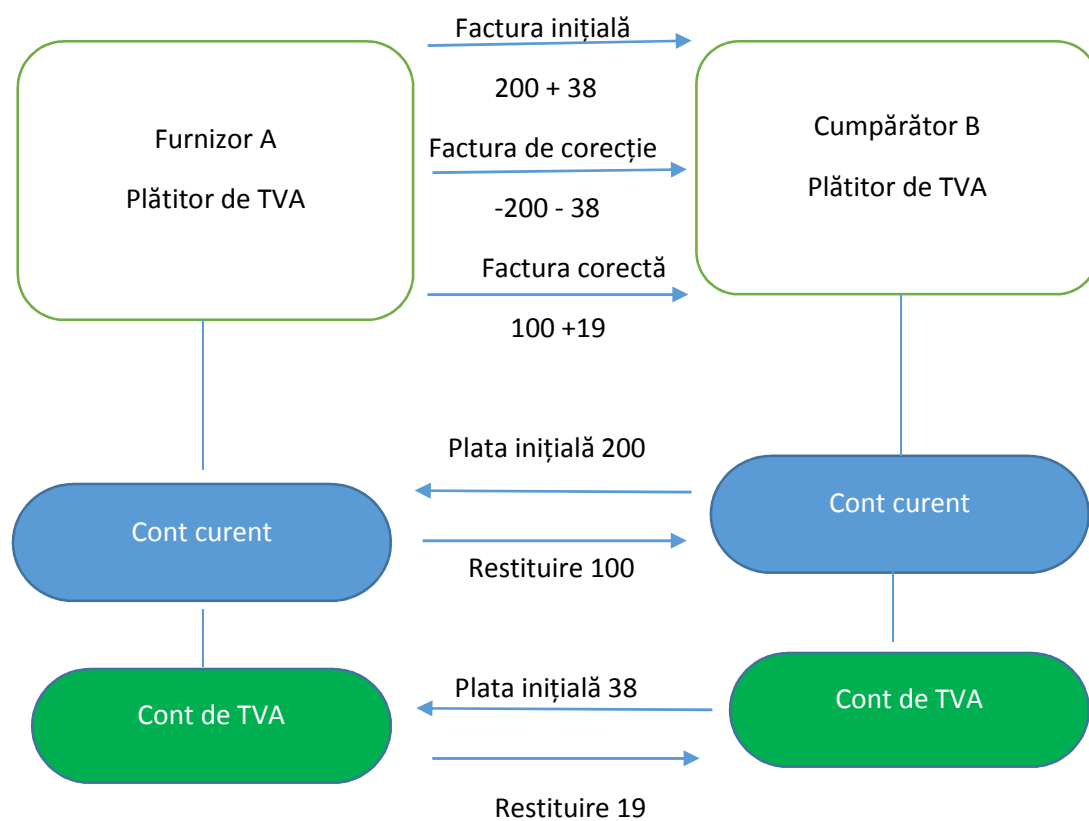 Factura inițială
200 + 38
Furnizor A
Plătitor de TVA
Factura de corecție
-200 - 38
Cumpărător B
Plătitor de TVA
Factura corectă
100 +19
Plata inițială 200
Cont curent
Cont curent
Restituire 100
Plata inițială 38
Cont de TVA
Cont de TVA
Restituire 19